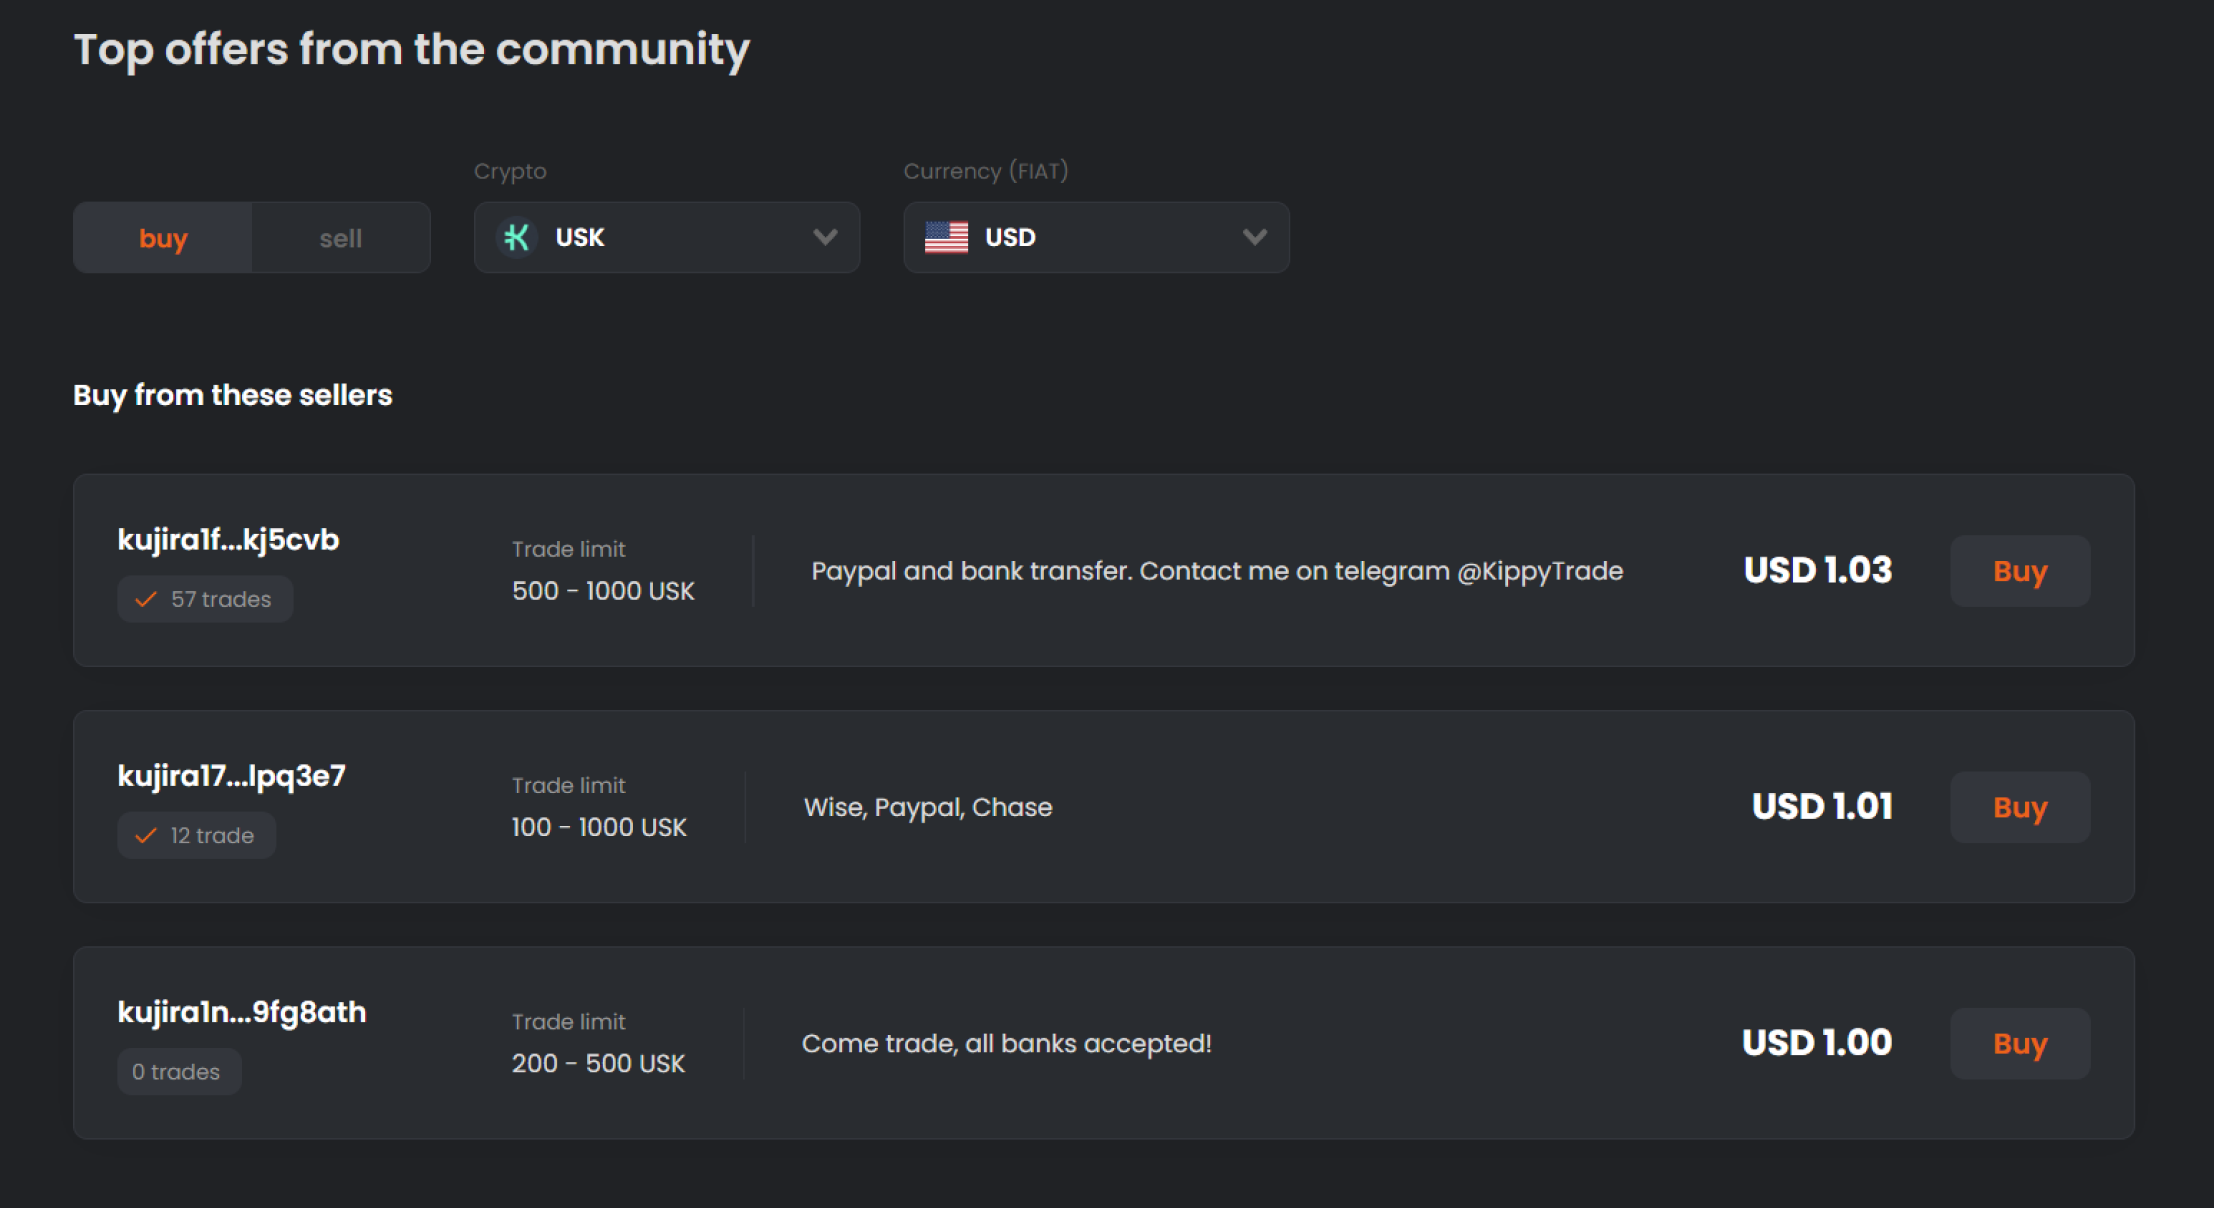 Top offers from the community
Crypto
Currency (FIAT)
buy
sell
USK
USD
Buy from these sellers
kujira1f...kj5cvb
57 trades
Trade limit
500 - 1000 USK
Paypal and bank transfer. Contact me on telegram @KippyTrade
USD 1.03
Buy
kujira17...lpq3e7
12 trade
Trade limit
100 - 1000 USK
Wise, Paypal, Chase
USD 1.01
Buy
kujira1n...9fg8ath
0 trades
Trade limit
200 - 500 USK
Come trade, all banks accepted!
USD 1.00
Buy